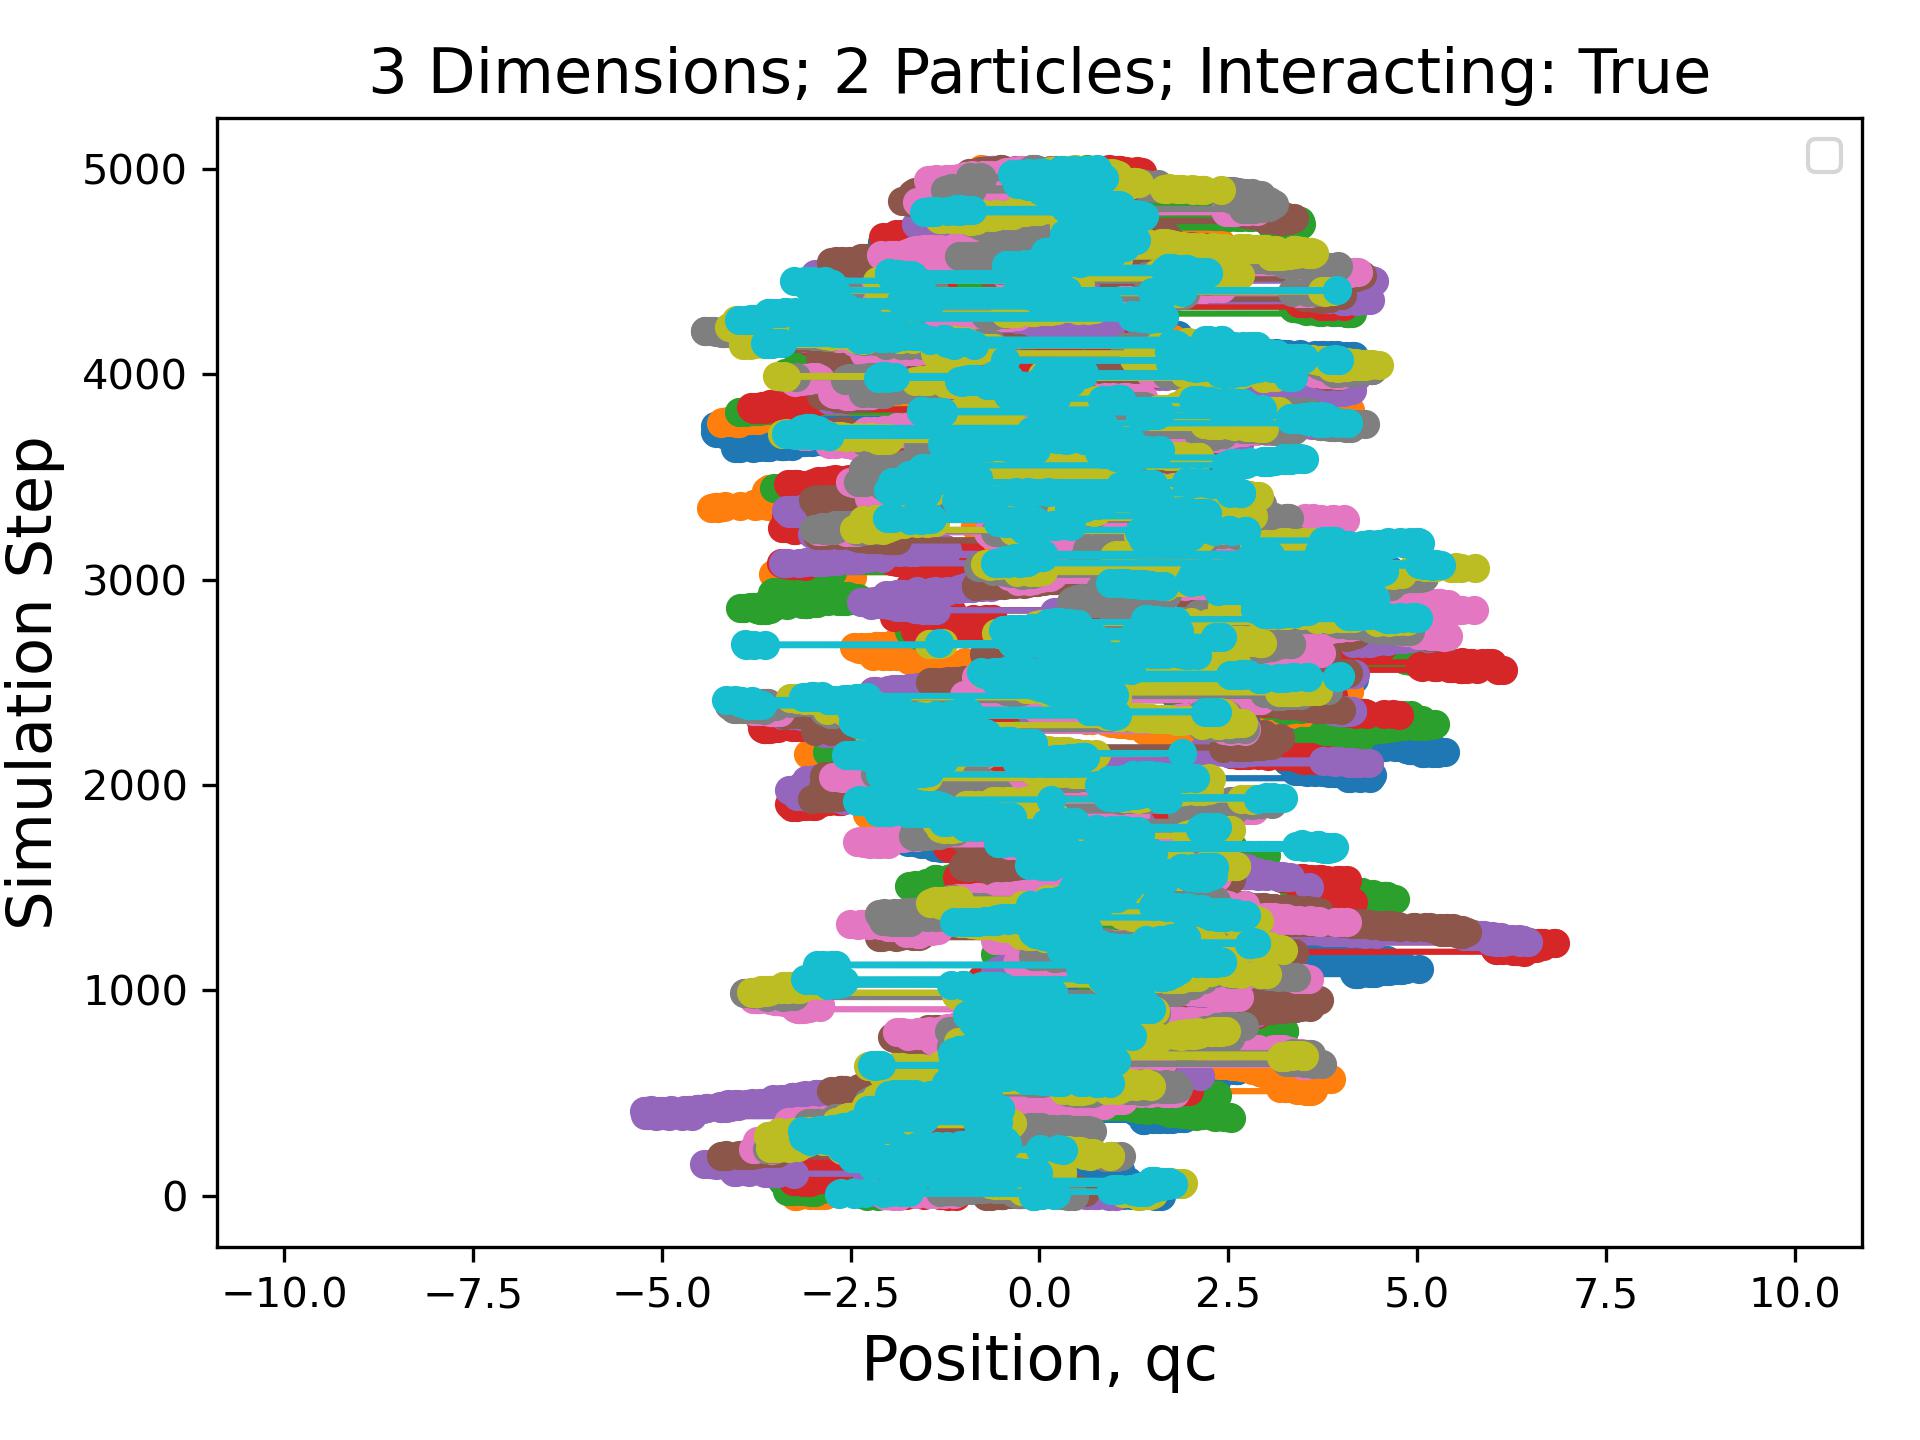 3 Dimensions; 2 Particles; Interacting: True
Simulation Step
5000
4000
3000
2000
1000
0
−10.0 −7.5 −5.0 −2.5 0.0 2.5 5.0 7.5 10.0
Position, qc